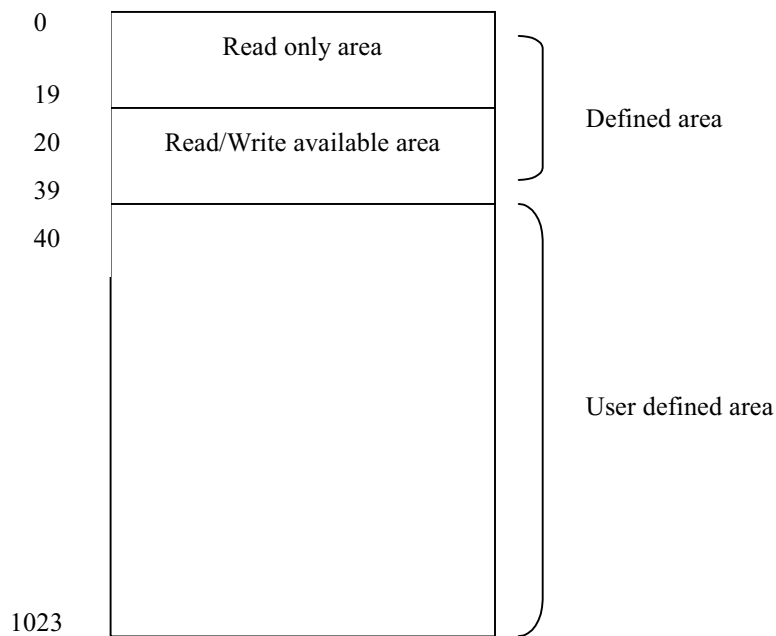 0
Read only area
19
Defined area
20
Read/Write available area
39
40
User defined area
1023